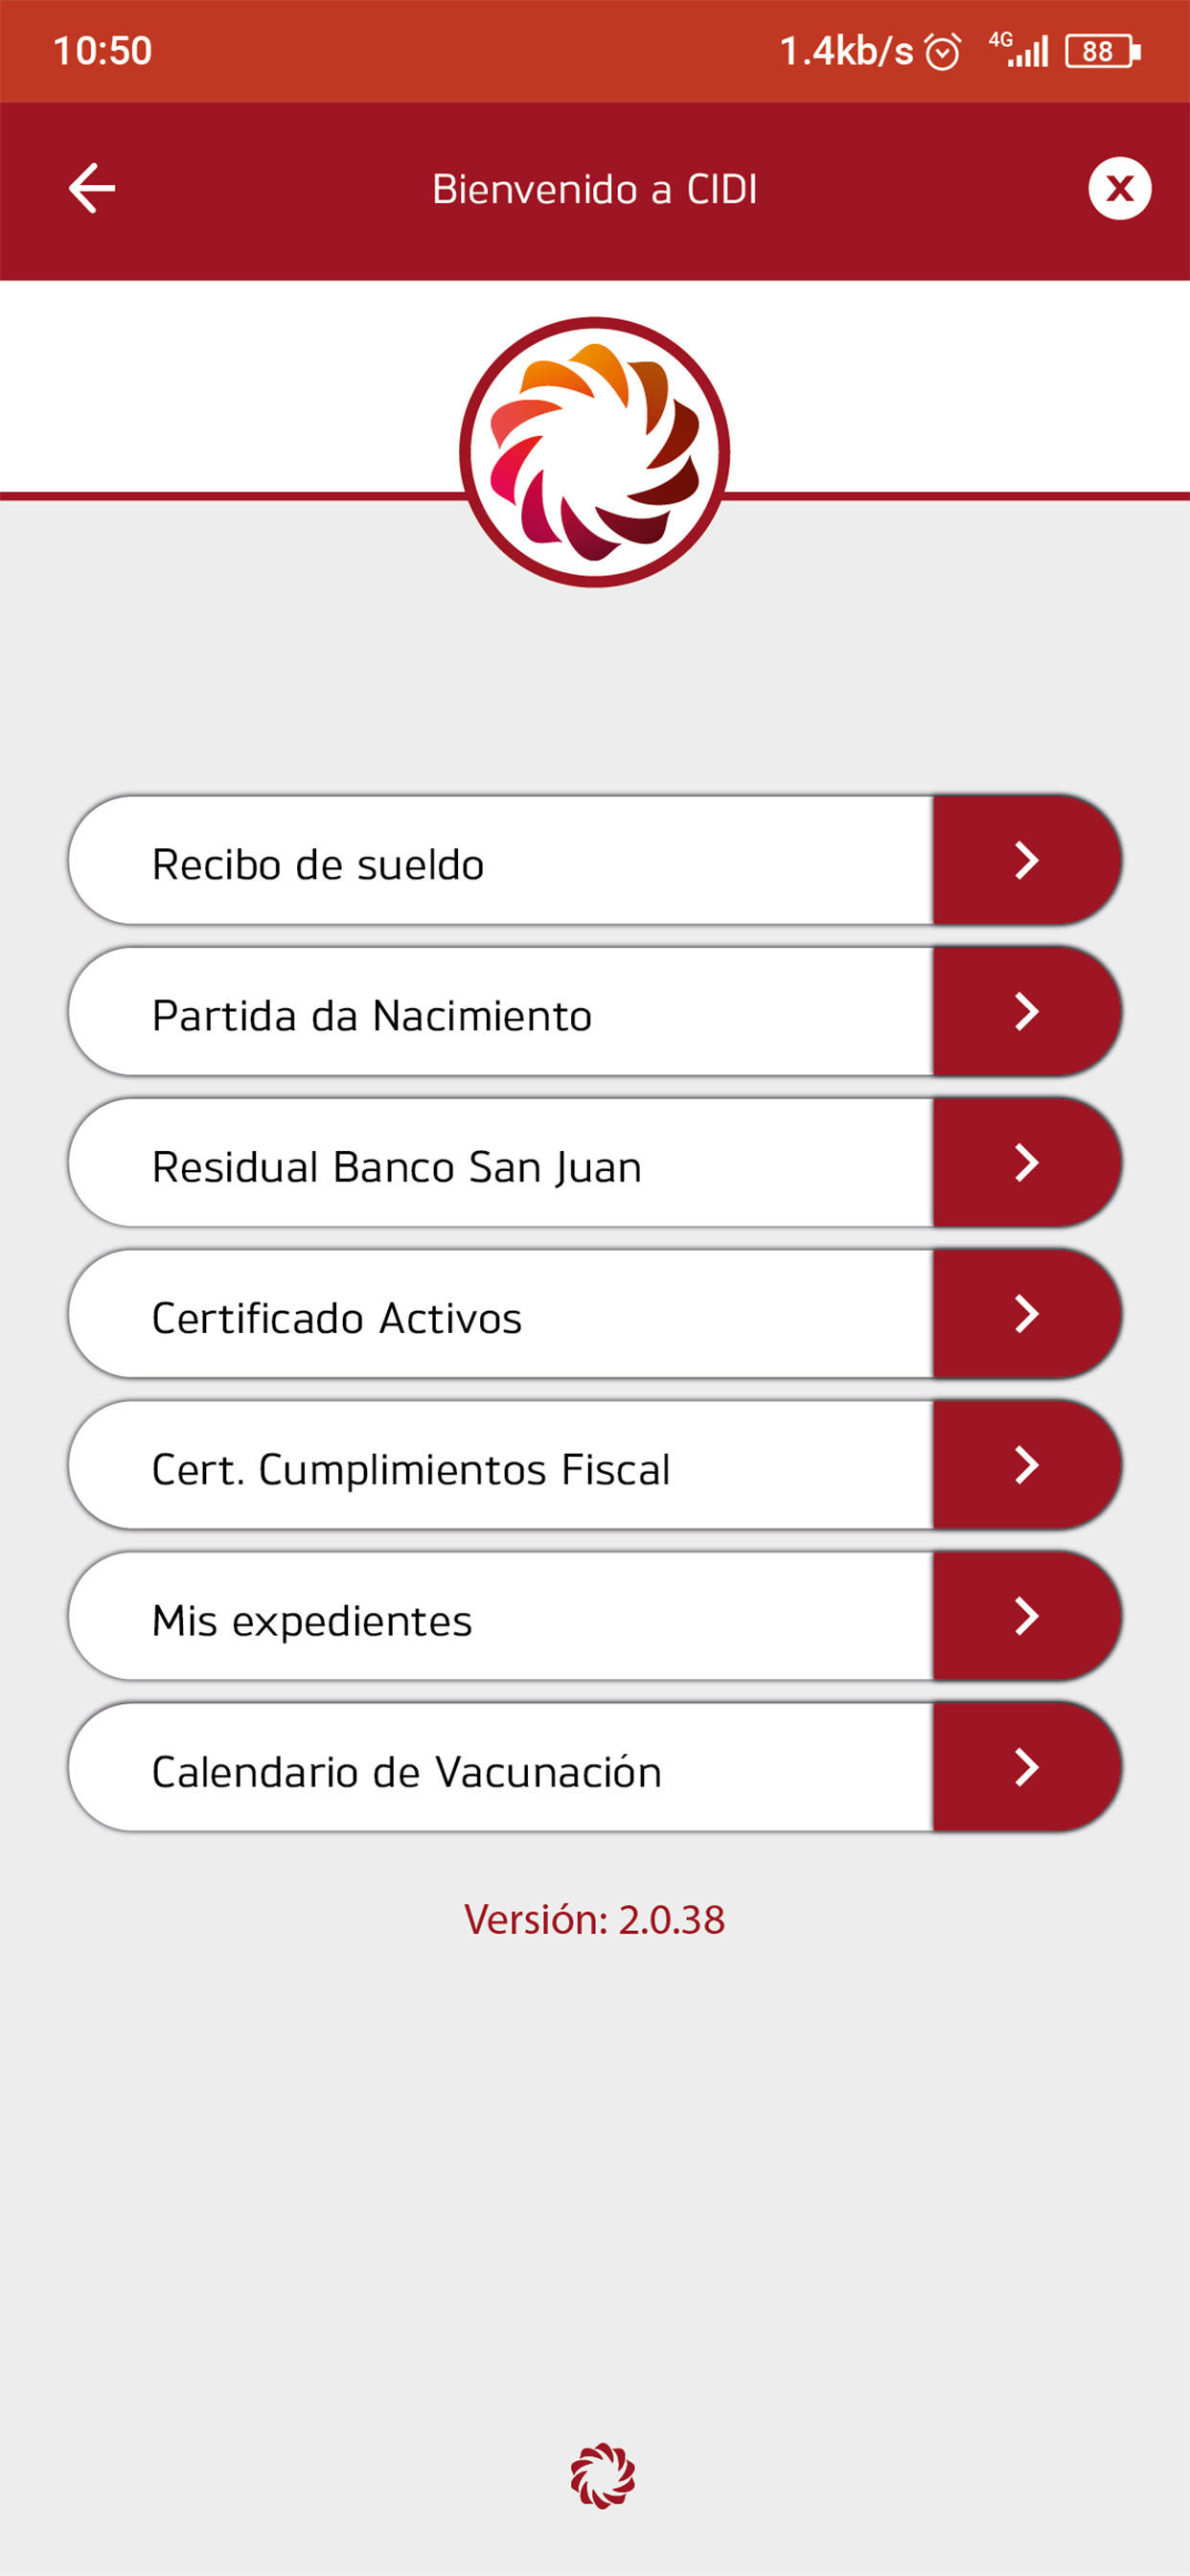 10:50 1.4kb/s 4G 88
Bienvenido a CIDI X
Recibo de sueldo
Partida da Nacimiento
Residual Banco San Juan
Certificado Activos
Cert. Cumplimientos Fiscal
Mis expedientes
Calendario de Vacunación
Versión: 2.0.38